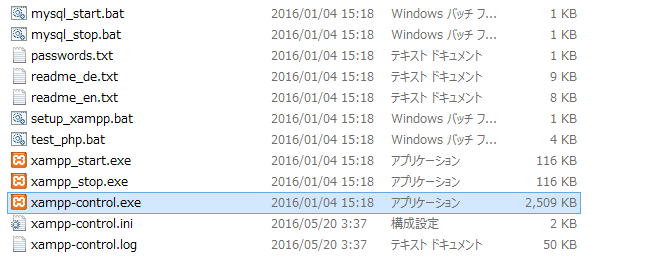 mysql_start.bat 2016/01/04 15:18 Windows バッチ フ... 1 KB
mysql_stop.bat 2016/01/04 15:18 Windows バッチ フ... 1 KB
passwords.txt 2016/01/04 15:18 テキスト ドキュメント 1 KB
readme_de.txt 2016/01/04 15:18 テキスト ドキュメント 9 KB
readme_en.txt 2016/01/04 15:18 テキスト ドキュメント 8 KB
setup_xampp.bat 2016/01/04 15:18 Windows バッチ フ... 1 KB
test_php.bat 2016/01/04 15:18 Windows バッチ フ... 4 KB
xampp_start.exe 2016/01/04 15:18 アプリケーション 116 KB
xampp_stop.exe 2016/01/04 15:18 アプリケーション 116 KB
xampp-control.exe 2016/01/04 15:18 アプリケーション 2,509 KB
xampp-control.ini 2016/05/20 3:37 構成設定 2 KB
xampp-control.log 2016/05/20 3:37 テキスト ドキュメント 50 KB